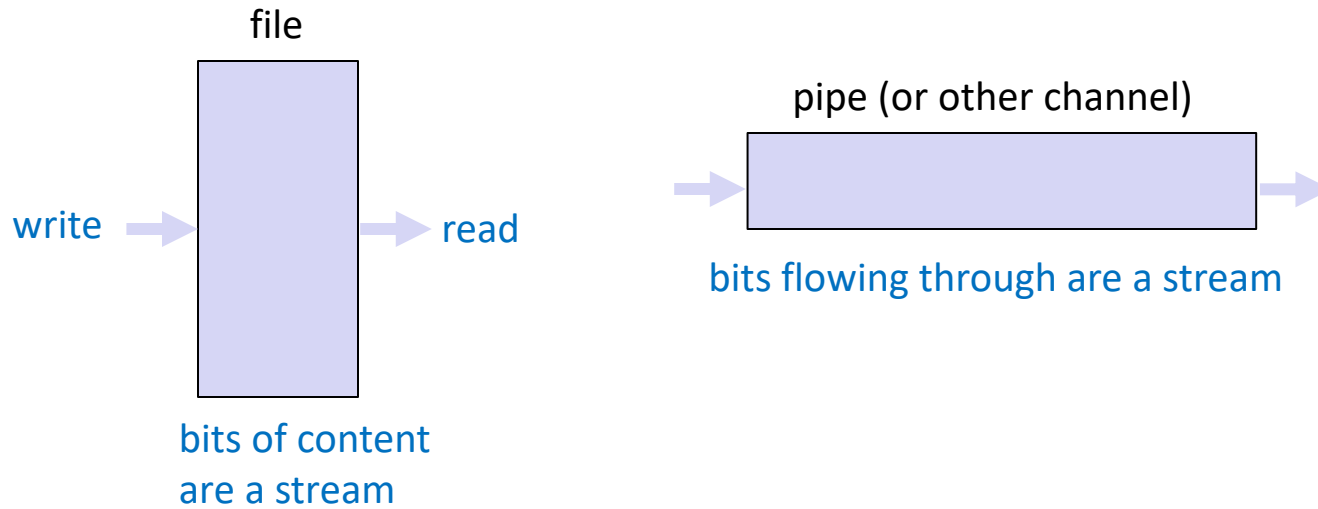 file
write
read
bits of content
are a stream
pipe (or other channel)
bits flowing through are a stream